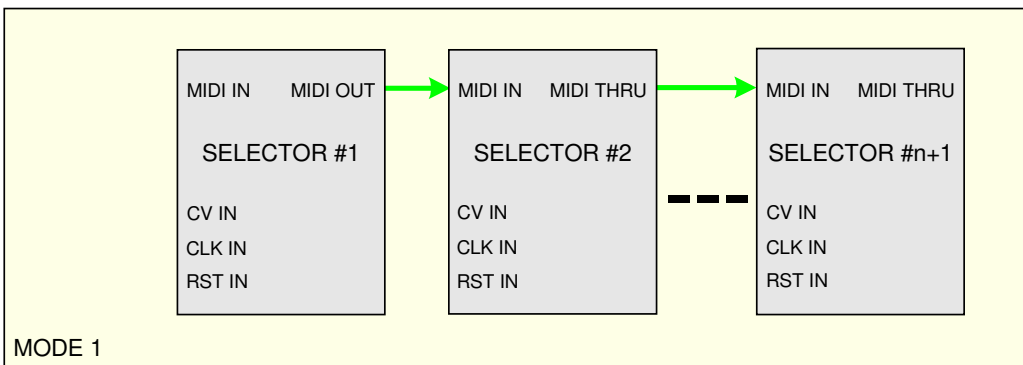 MIDI IN MIDI OUT
SELECTOR #1
CV IN
CLK IN
RST IN
MIDI IN MIDI THRU
SELECTOR #2
CV IN
CLK IN
RST IN
MIDI IN MIDI THRU
SELECTOR #n+1
CV IN
CLK IN
RST IN
MODE 1